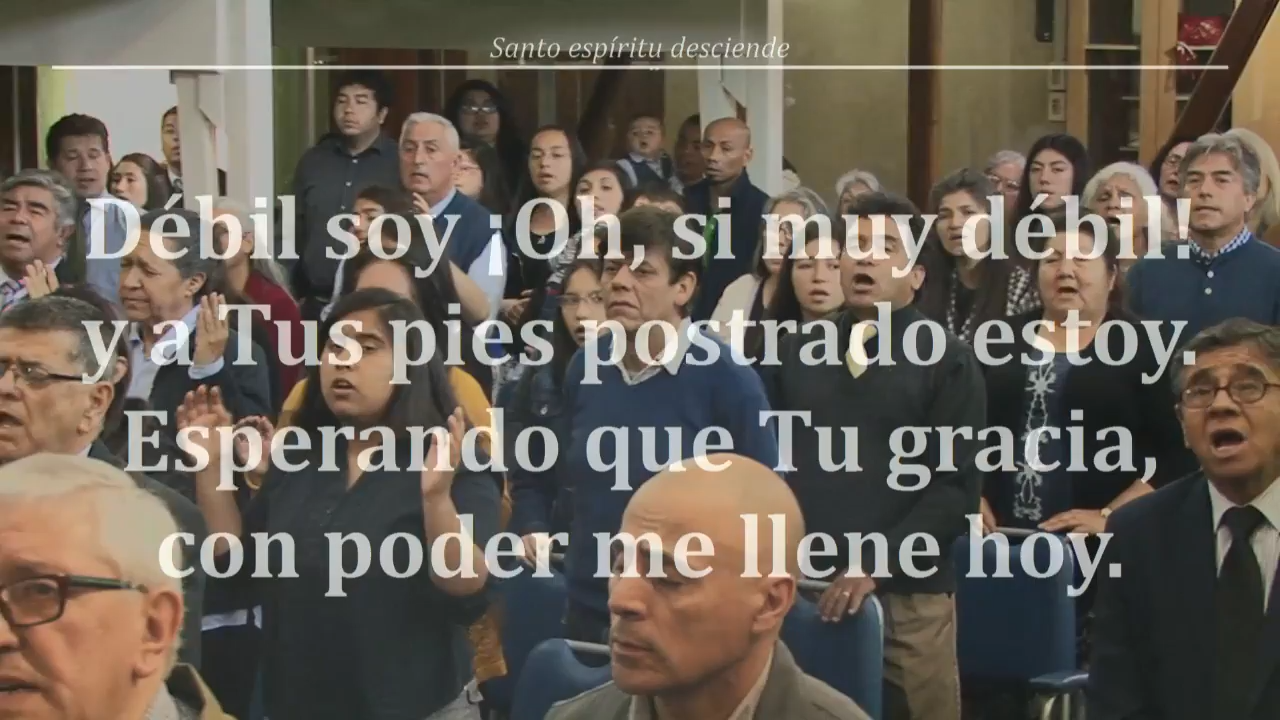 Santo espíritu desciende
Débil soy ¡Oh, si muy débil!
y a Tus pies postrado estoy.
Esperando que Tu gracia,
con poder me llene hoy.